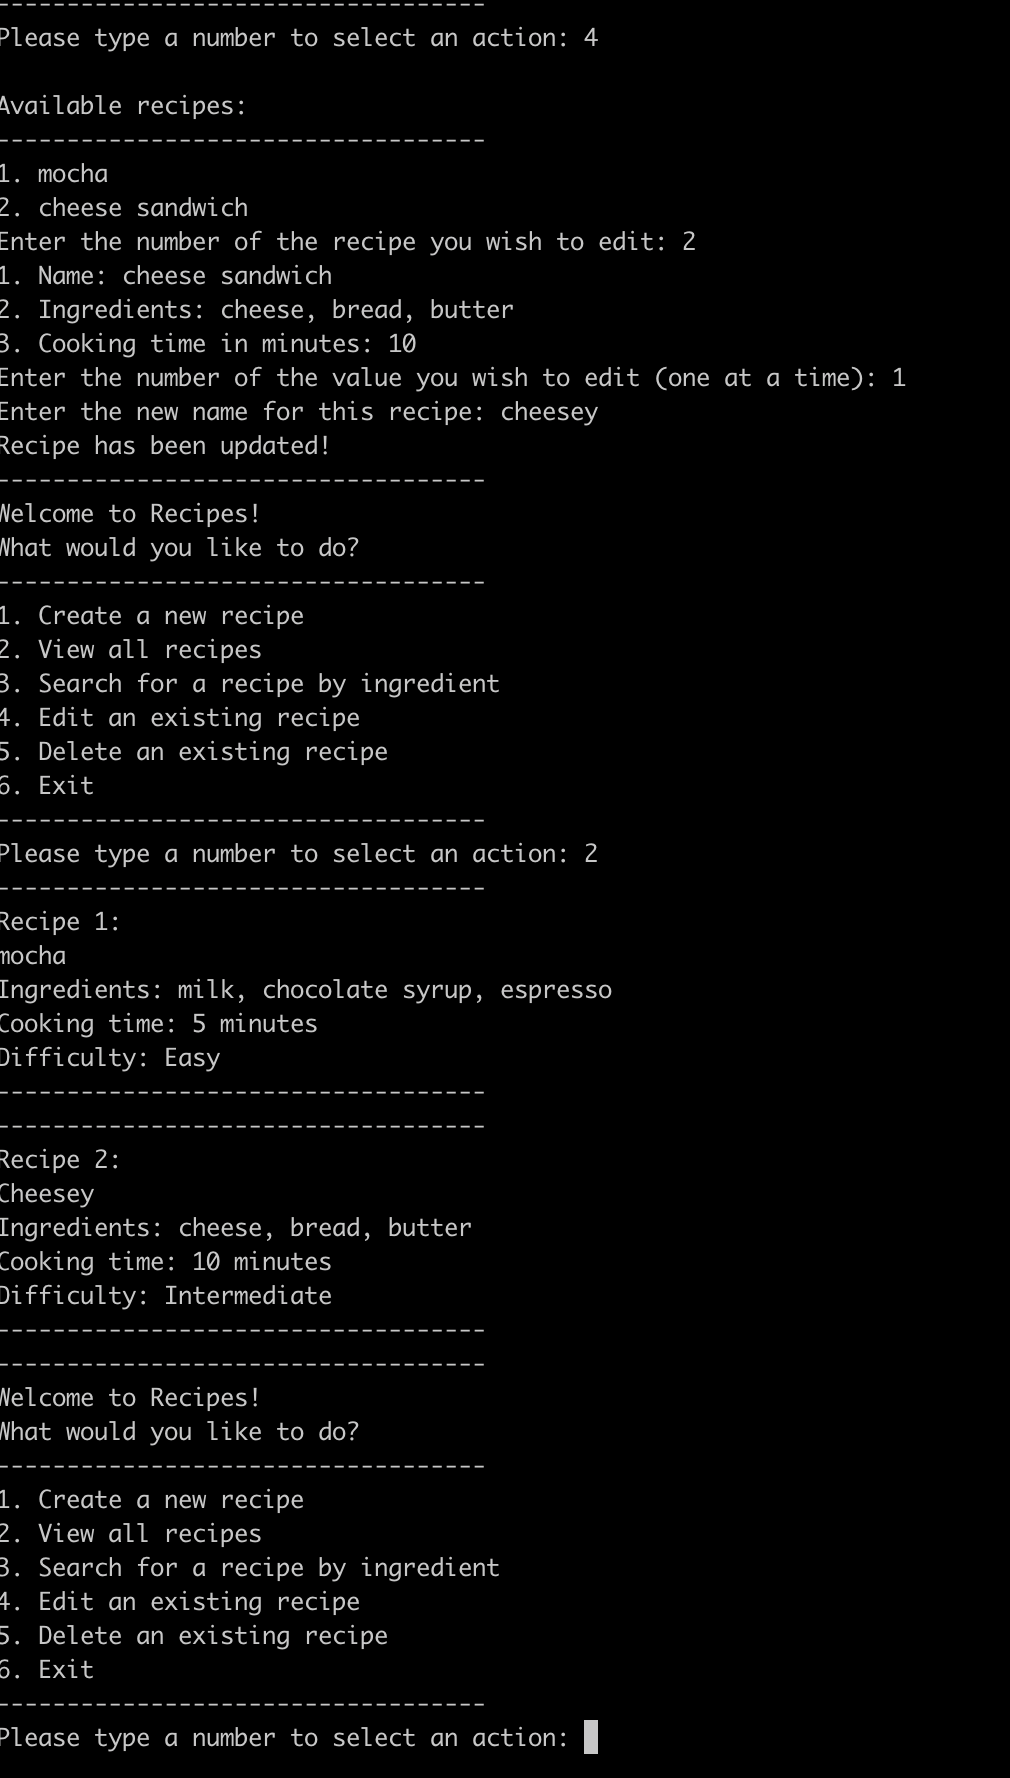 -----------------------------------
Please type a number to select an action: 4

Available recipes:
-----------------------------------
1. mocha
2. cheese sandwich
Enter the number of the recipe you wish to edit: 2
1. Name: cheese sandwich
2. Ingredients: cheese, bread, butter
3. Cooking time in minutes: 10
Enter the number of the value you wish to edit (one at a time): 1
Enter the new name for this recipe: cheesey
Recipe has been updated!
-----------------------------------
Welcome to Recipes!
What would you like to do?
-----------------------------------
1. Create a new recipe
2. View all recipes
3. Search for a recipe by ingredient
4. Edit an existing recipe
5. Delete an existing recipe
6. Exit
-----------------------------------
Please type a number to select an action: 2
-----------------------------------
Recipe 1:
mocha
Ingredients: milk, chocolate syrup, espresso
Cooking time: 5 minutes
Difficulty: Easy
-----------------------------------
-----------------------------------
Recipe 2:
Cheesey
Ingredients: cheese, bread, butter
Cooking time: 10 minutes
Difficulty: Intermediate
-----------------------------------
-----------------------------------
Welcome to Recipes!
What would you like to do?
-----------------------------------
1. Create a new recipe
2. View all recipes
3. Search for a recipe by ingredient
4. Edit an existing recipe
5. Delete an existing recipe
6. Exit
-----------------------------------
Please type a number to select an action: